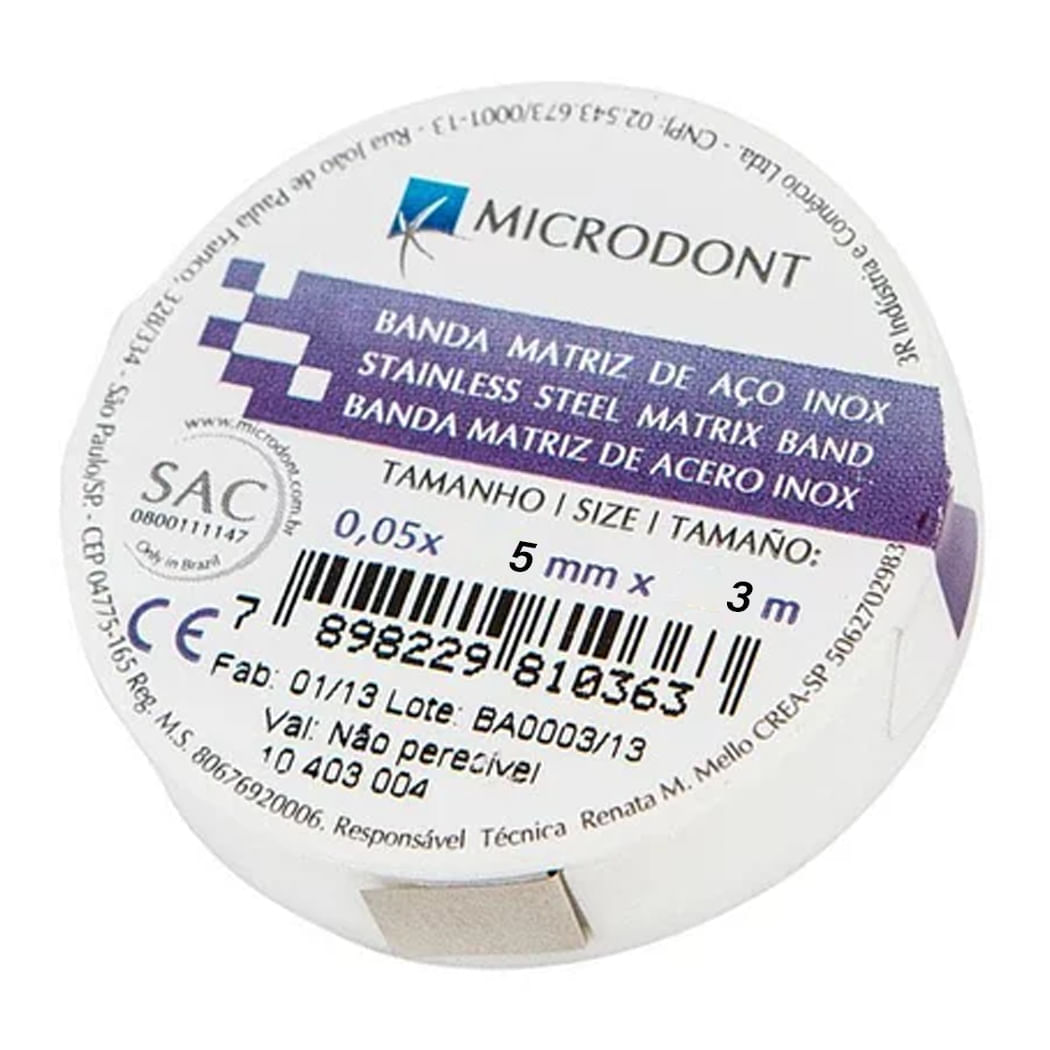 MICRODONT
BANDA MATRIZ DE AÇO INOX
STAINLESS STEEL MATRIX BAND
BANDA MATRIZ DE ACERO INOX
TAMANHO | SIZE | TAMAÑO:
0,05x 5 mm x 3 m
7 898229 810363
Fab: 01/13 Lote: BA0003/13
Val: Não perecível
10 403 004
www.microdont.com.br
SAC
0800111147
Only in Brazil
CE
3R Indústria e Comércio Ltda. - CNPJ: 02.543.673/0001-13 - Rua João de Paula Franco, 328/334 - São Paulo/SP. - CEP 04775-165 Reg. M.S. 80676920006. Responsável Técnica Renata M. Mello CREA-SP 5062702983